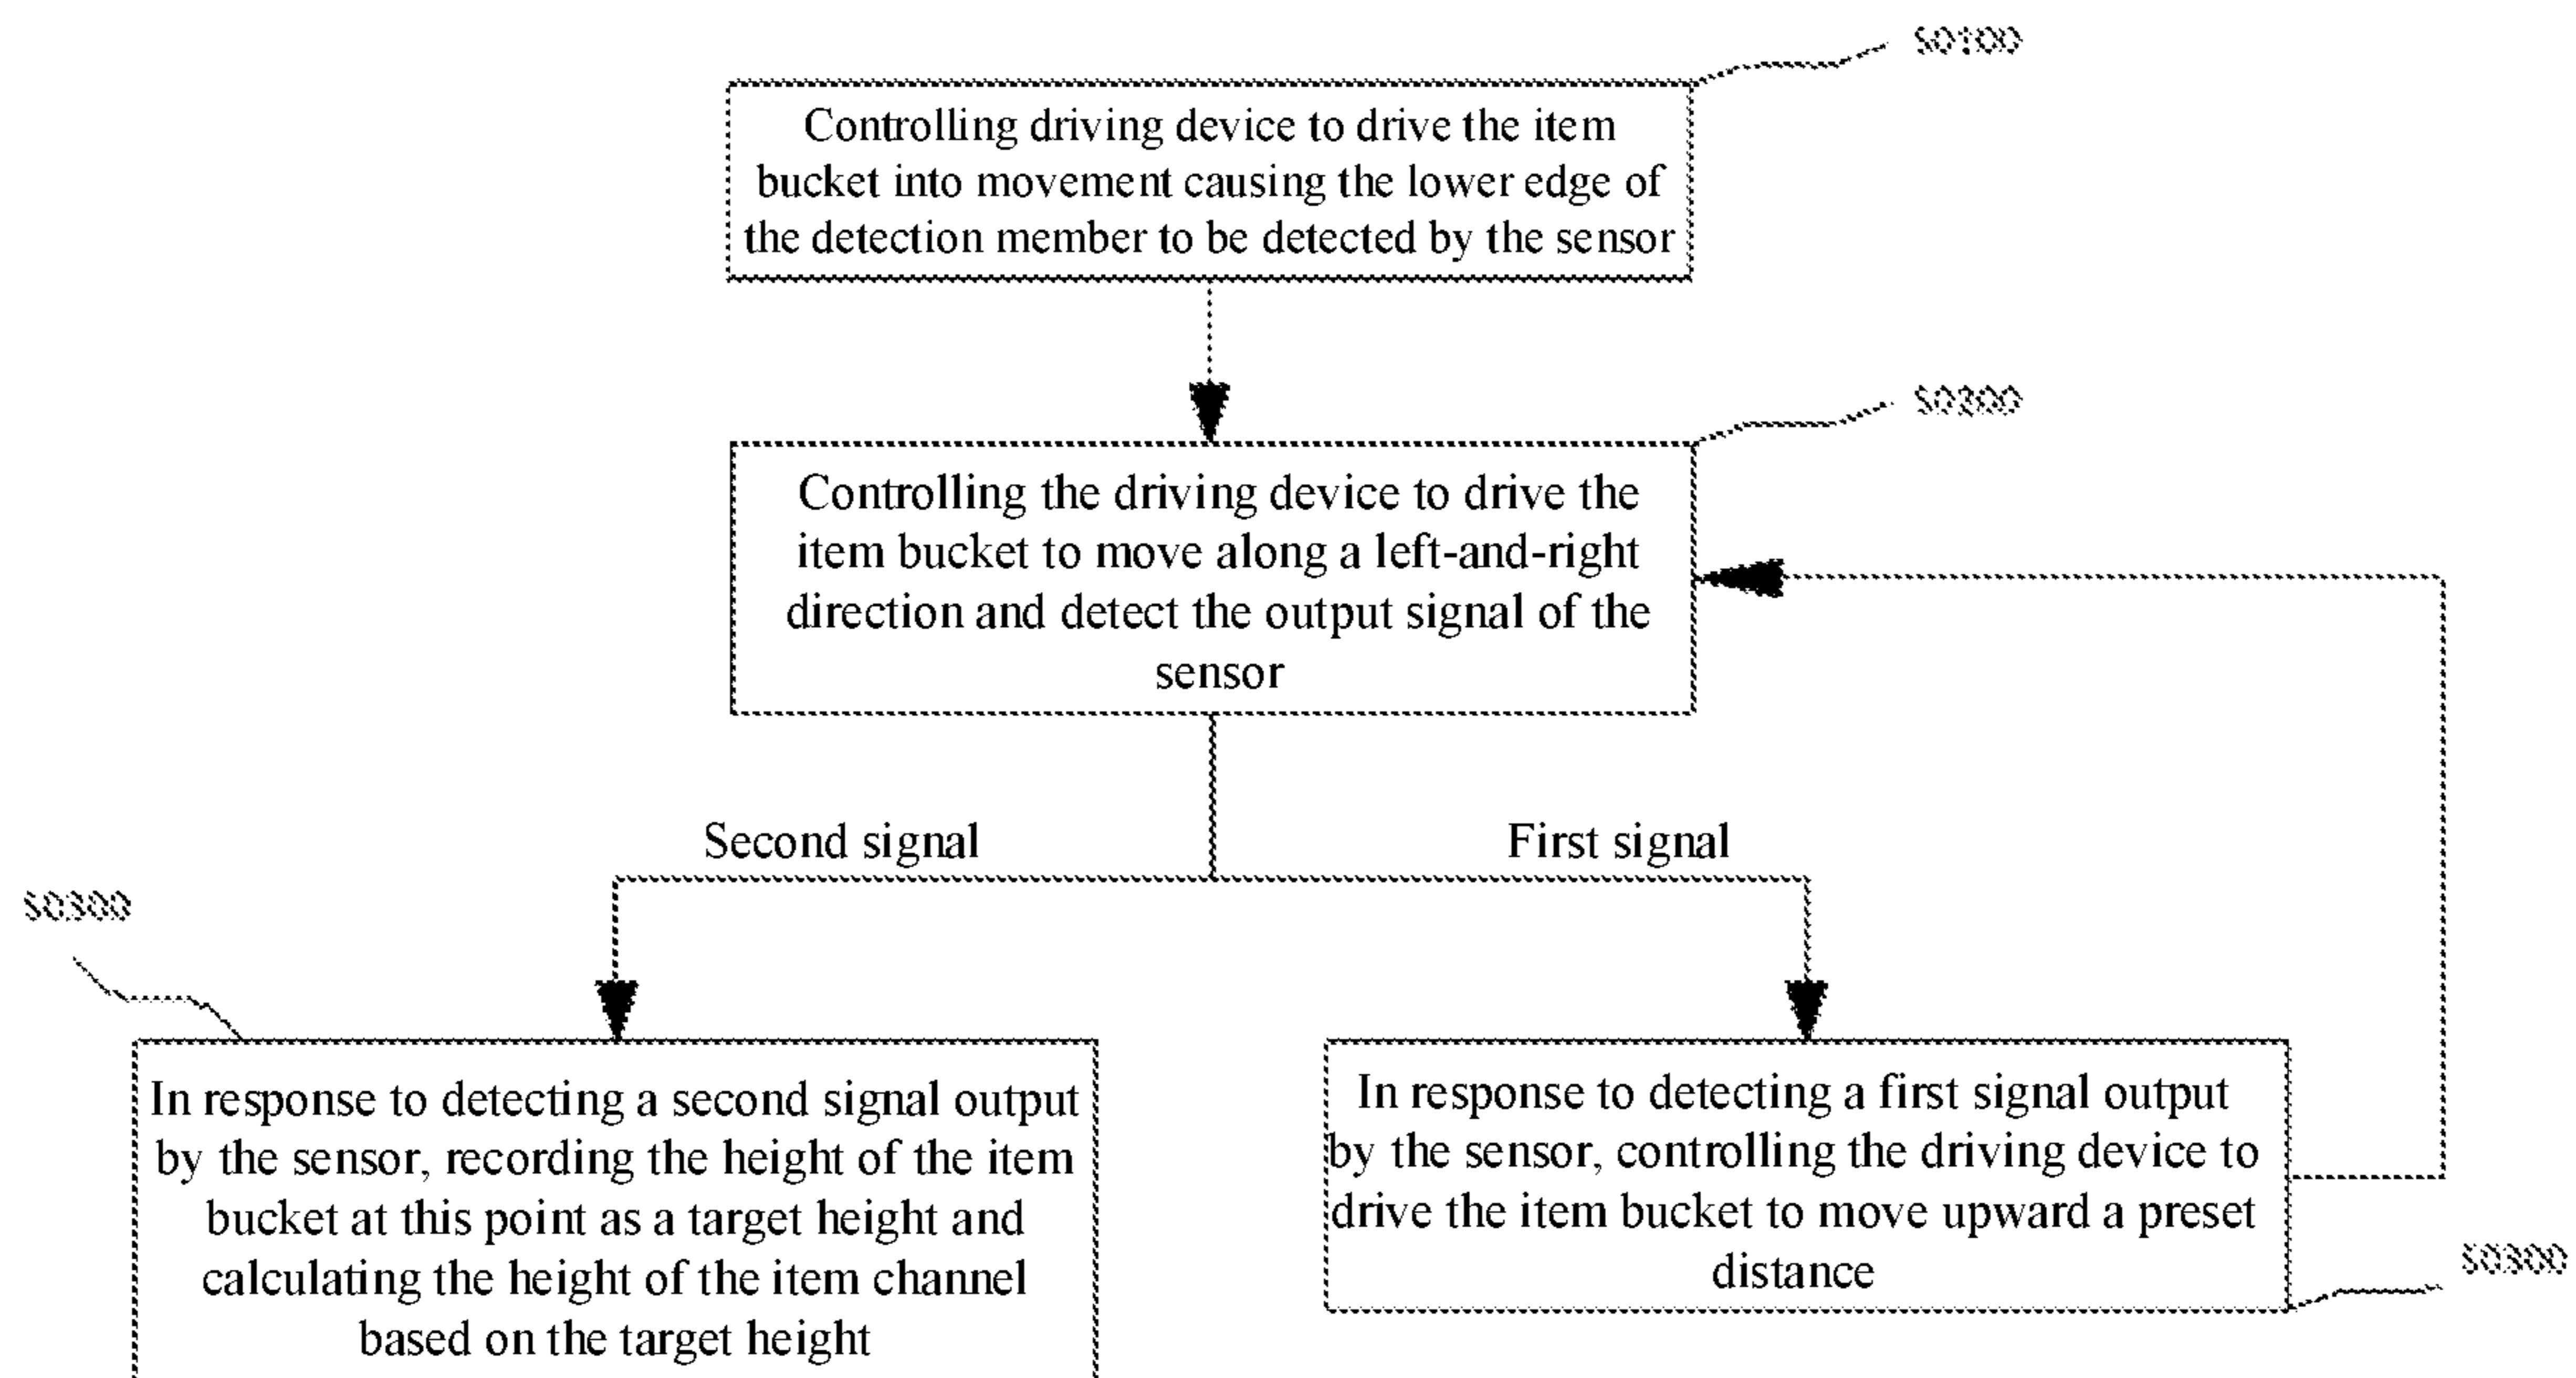 S0100
Controlling driving device to drive the item
bucket into movement causing the lower edge of
the detection member to be detected by the sensor
S0200
Controlling the driving device to drive the
item bucket to move along a left-and-right
direction and detect the output signal of the
sensor
Second signal
First signal
S0300
In response to detecting a second signal output
by the sensor, recording the height of the item
bucket at this point as a target height and
calculating the height of the item channel
based on the target height
In response to detecting a first signal output
by the sensor, controlling the driving device to
drive the item bucket to move upward a preset
distance
S0300